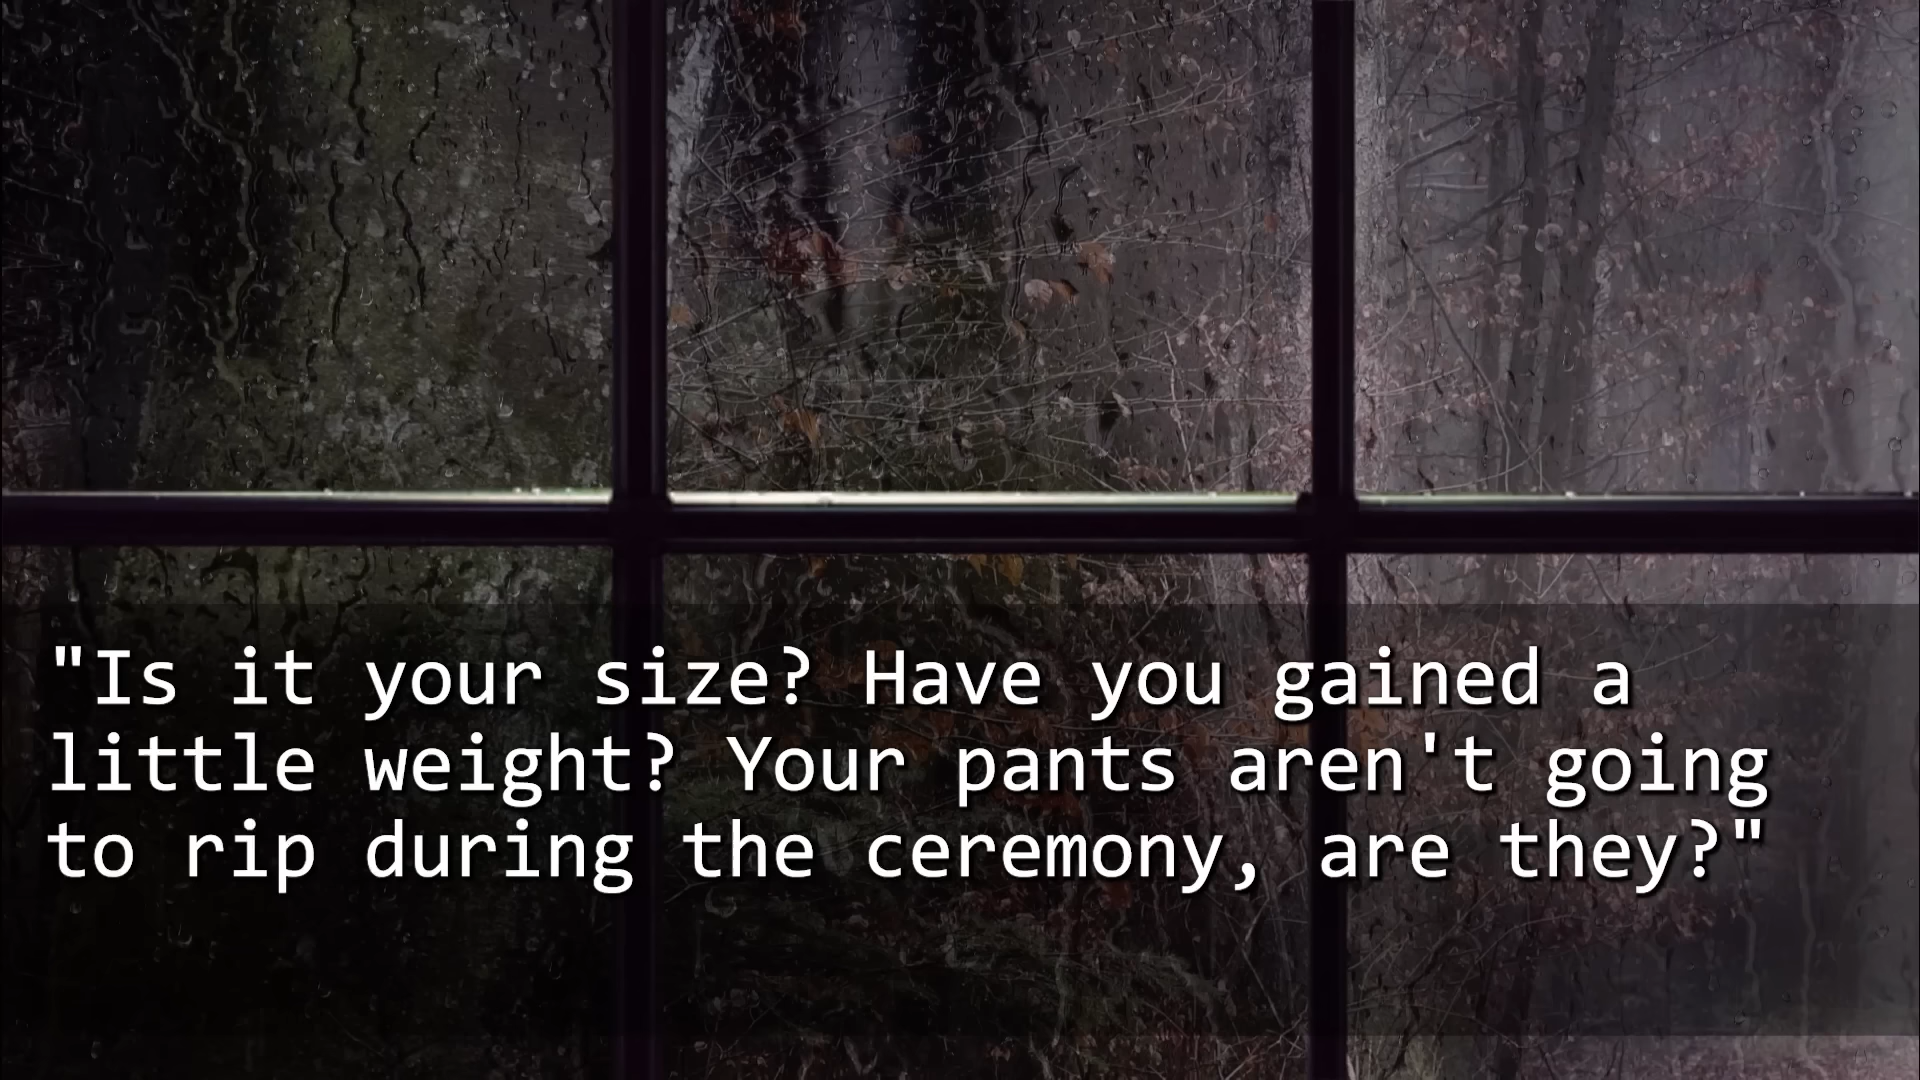 "Is it your size? Have you gained a
little weight? Your pants aren't going
to rip during the ceremony, are they?"